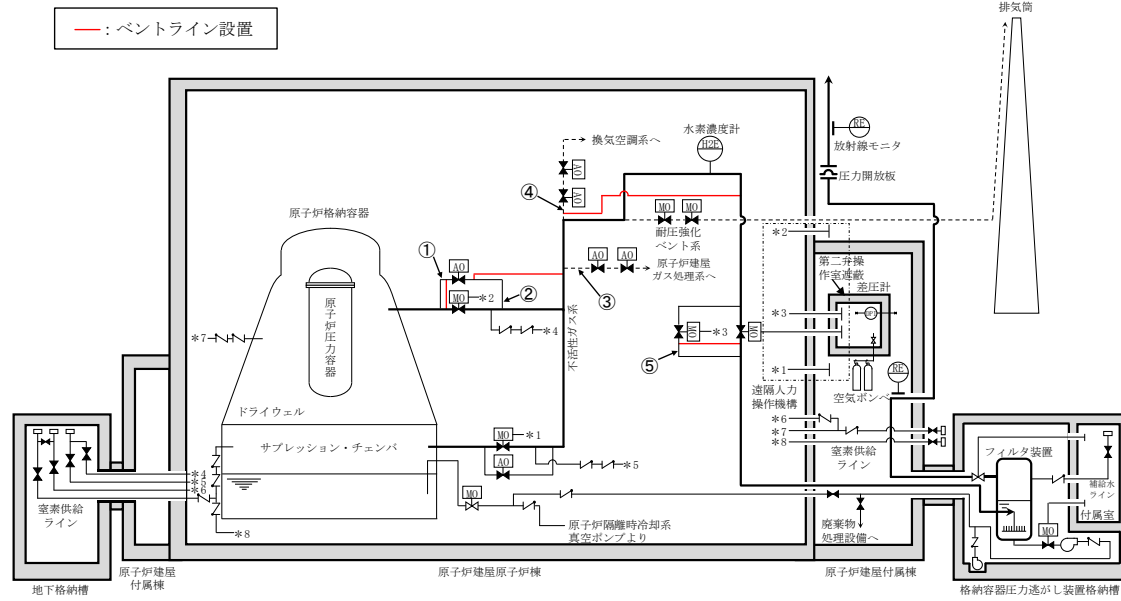 排気筒
：ベントライン設置
換気空調系へ
AO
AO
④
水素濃度計
H2E
RE
放射線モニタ
圧力開放板
原子炉格納容器
MO
MO
耐圧強化
ベント系
＊2
①
AO
MO
＊2
②
AO
AO
原子炉建屋
ガス処理系へ
③
第二弁操
作室遮蔽
差圧計
DPI
原子炉圧力容器
＊7
＊4
不活性ガス系
MO
＊3
MO
⑤
＊3
＊1
RE
遠隔人力
操作機構
空気ボンベ
ドライウェル
サプレッション・チェンバ
MO
＊1
AO
＊5
＊6
＊7
＊8
窒素供給
ライン
フィルタ装置
補給水
ライン
付属室
MO
＊4
＊5
＊6
窒素供給
ライン
＊8
MO
原子炉隔離時冷却系
真空ポンプより
廃棄物
処理設備へ
地下格納槽
原子炉建屋
付属棟
原子炉建屋原子炉棟
原子炉建屋付属棟
格納容器圧力逃がし装置格納槽